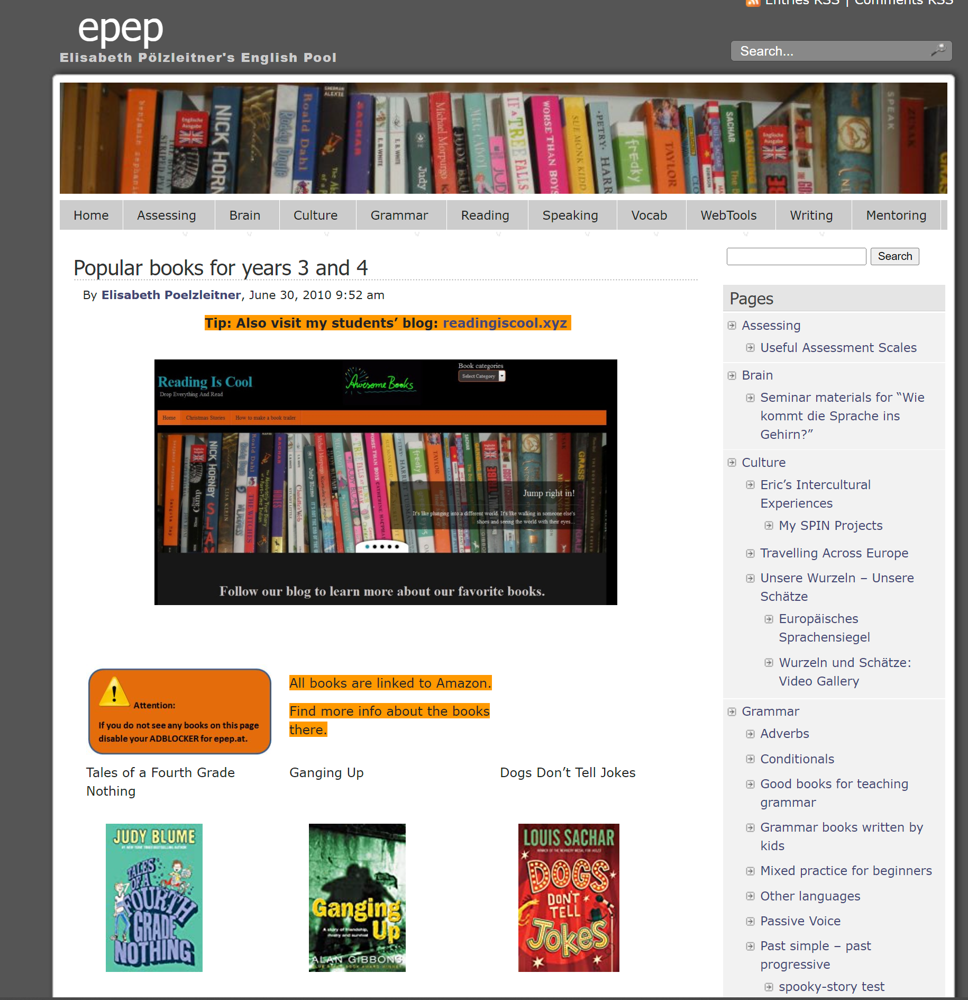 Entries RSS | Comments RSS
epep
Elisabeth Pölzleitner's English Pool
Search...
Home
Assessing
Brain
Culture
Grammar
Reading
Speaking
Vocab
WebTools
Writing
Mentoring
Popular books for years 3 and 4
By Elisabeth Poelzleitner, June 30, 2010 9:52 am
Tip: Also visit my students’ blog: readingiscool.xyz
Reading Is Cool
Drop Everything And Read
Awesome Books
Book categories
Select Category
Home
Christmas Stories
How to make a book trailer
Jump right in!
It's like plunging into a different world. It's like walking in someone else's
shoes and seeing the world with their eyes...
Follow our blog to learn more about our favorite books.
Attention:
If you do not see any books on this page
disable your ADBLOCKER for epep.at.
All books are linked to Amazon.
Find more info about the books
there.
Tales of a Fourth Grade
Nothing
Ganging Up
Dogs Don’t Tell Jokes
JUDY BLUME
TALES
OF A
FOURTH
GRADE
NOTHING
Ganging
Up
A story of friendship,
rivalry and survival
ALAN GIBBONS
LOUIS SACHAR
DOGS
DON'T
TELL
JOKES
Search
Pages
Assessing
Useful Assessment Scales
Brain
Seminar materials for “Wie
kommt die Sprache ins
Gehirn?”
Culture
Eric’s Intercultural
Experiences
My SPIN Projects
Travelling Across Europe
Unsere Wurzeln – Unsere
Schätze
Europäisches
Sprachensiegel
Wurzeln und Schätze:
Video Gallery
Grammar
Adverbs
Conditionals
Good books for teaching
grammar
Grammar books written by
kids
Mixed practice for beginners
Other languages
Passive Voice
Past simple – past
progressive
spooky-story test